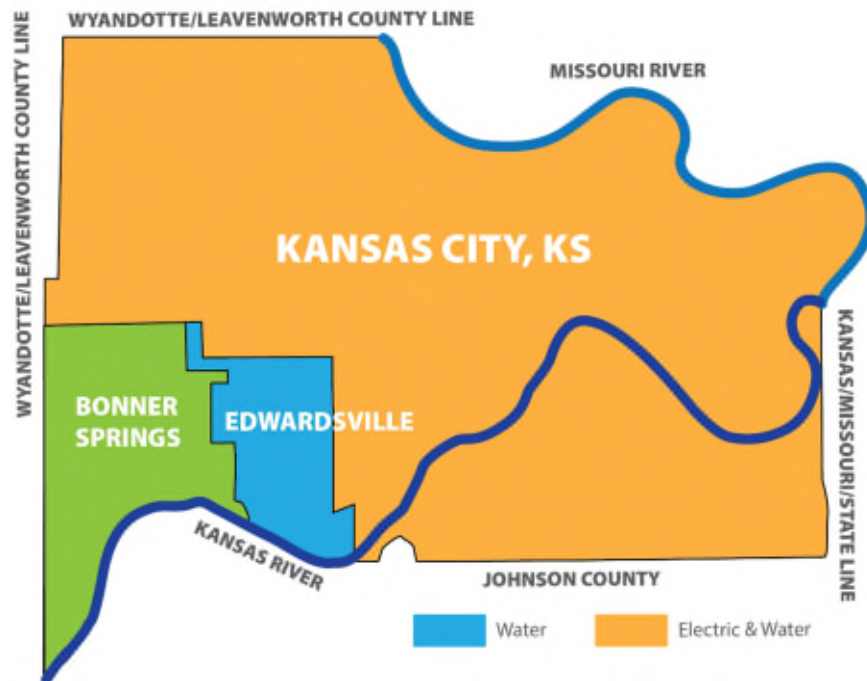 WYANDOTTE/LEAVENWORTH COUNTY LINE
WYANDOTTE/LEAVENWORTH COUNTY LINE
MISSOURI RIVER
KANSAS CITY, KS
KANSAS/MISSOURI/STATE LINE
BONNER
SPRINGS
EDWARDSVILLE
KANSAS RIVER
JOHNSON COUNTY
Water
Electric & Water